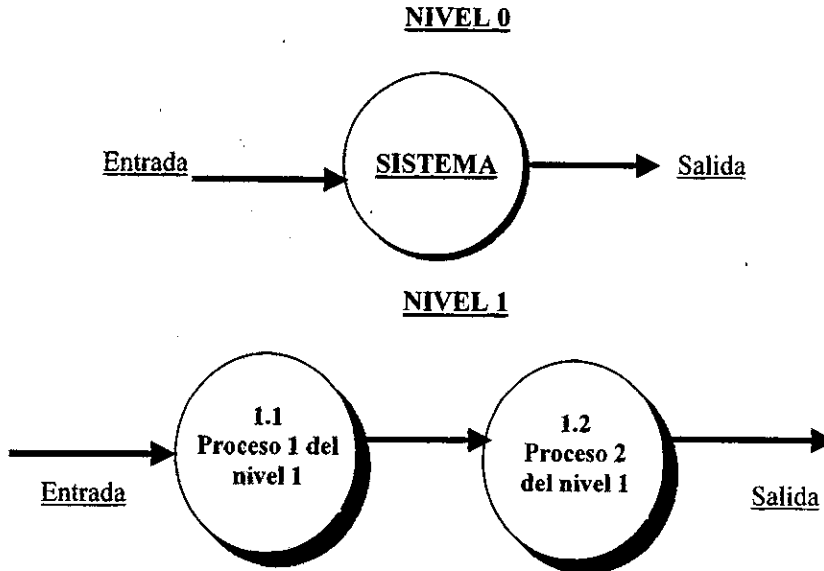 NIVEL 0
Entrada
SISTEMA
Salida
NIVEL 1
1.1
Proceso 1 del
nivel 1
1.2
Proceso 2
del nivel 1
Entrada
Salida